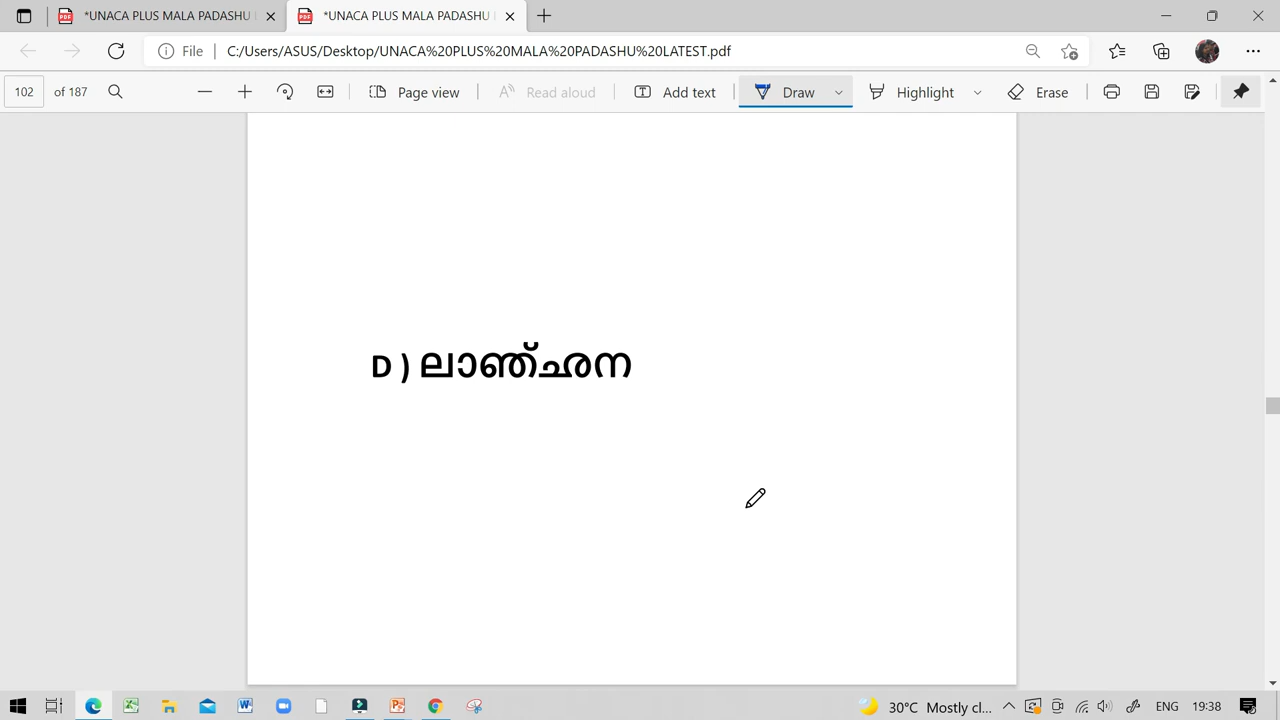 *UNACA PLUS MALA PADASHU
*UNACA PLUS MALA PADASHU
File
C:/Users/ASUS/Desktop/UNACA%20PLUS%20MALA%20PADASHU%20LATEST.pdf
102 of 187
Page view
Read aloud
Add text
Draw
Highlight
Erase
D ) ലാഞ്ഛന
30°C Mostly cl...
ENG
19:38